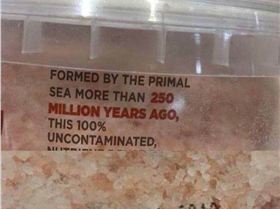 FORMED BY THE PRIMAL
SEA MORE THAN 250
MILLION YEARS AGO,
THIS 100%
UNCONTAMINATED,